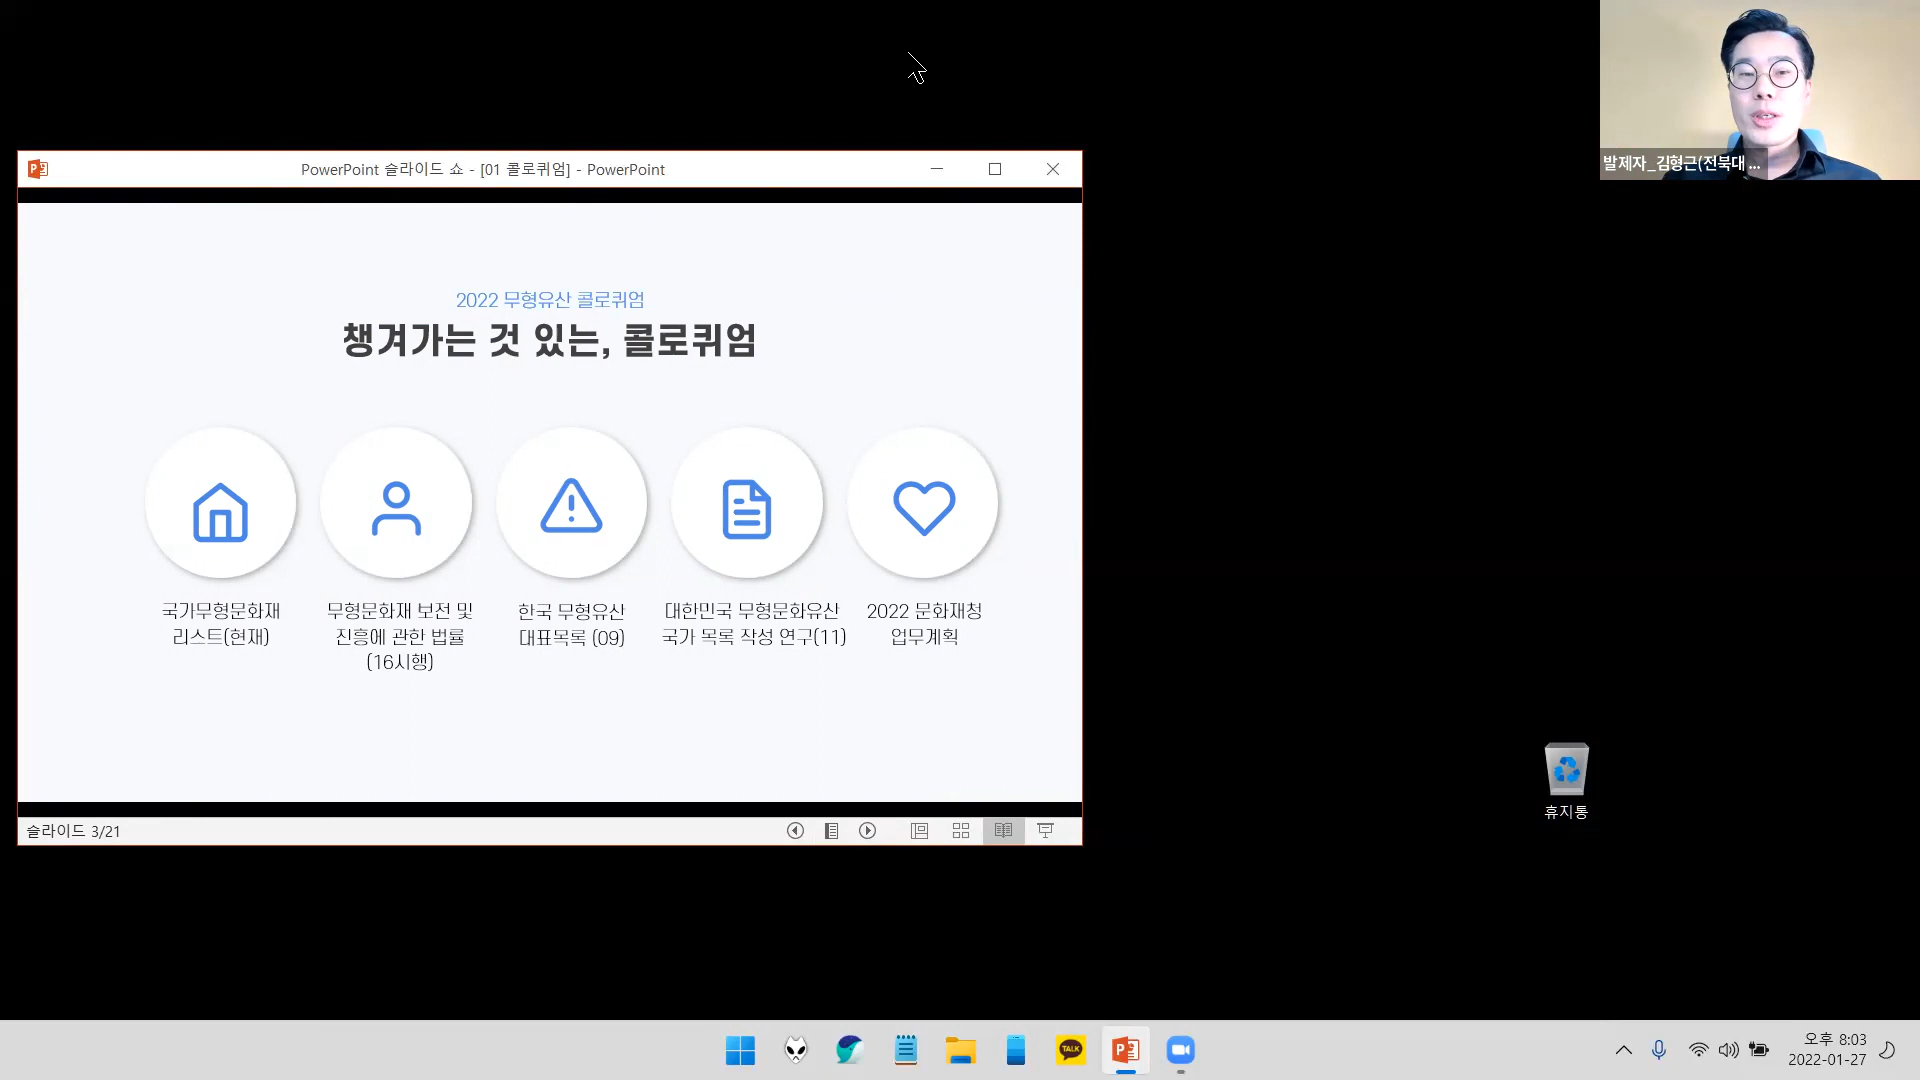 발제자_김형근(전북대 ...
PowerPoint 슬라이드 쇼 - [01 콜로퀴엄] - PowerPoint
2022 무형유산 콜로퀴엄
챙겨가는 것 있는, 콜로퀴엄
국가무형문화재
리스트(현재)
무형문화재 보전 및
진흥에 관한 법률
(16시행)
한국 무형유산
대표목록 (09)
대한민국 무형문화유산
국가 목록 작성 연구(11)
2022 문화재청
업무계획
슬라이드 3/21
휴지통
TALK
오후 8:03
2022-01-27